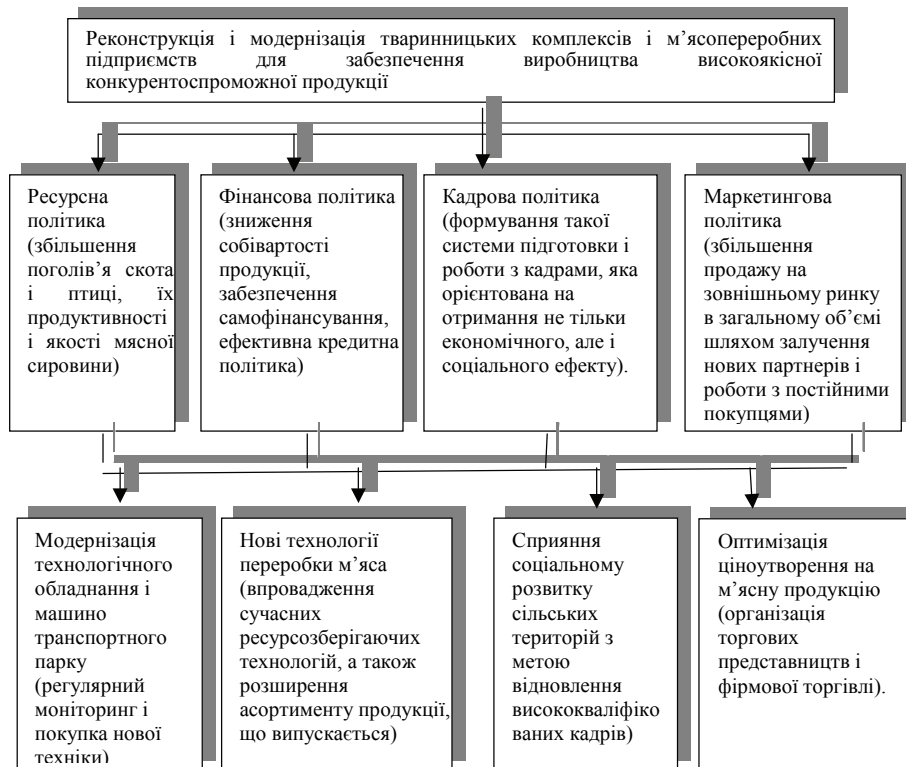 Реконструкція і модернізація тваринницьких комплексів і м’ясопереробних
підприємств для забезпечення виробництва високоякісної
конкурентоспроможної продукції
Ресурсна
політика
(збільшення
поголів’я скота
і птиці, їх
продуктивності
і якості мясної
сировини)
Фінансова політика
(зниження
собівартості
продукції,
забезпечення
самофінансування,
ефективна кредитна
політика)
Кадрова політика
(формування такої
системи підготовки і
роботи з кадрами, яка
орієнтована на
отримання не тільки
економічного, але і
соціального ефекту).
Маркетингова
політика
(збільшення
продажу на
зовнішньому ринку
в загальному об’ємі
шляхом залучення
нових партнерів і
роботи з постійними
покупцями)
Модернізація
технологічного
обладнання і
машино
транспортного
парку
(регулярний
моніторинг і
покупка нової
техніки)
Нові технології
переробки м’яса
(впровадження
сучасних
ресурсозберігаючих
технологій, а також
розширення
асортименту продукції,
що випускається)
Сприяння
соціальному
розвитку
сільських
територій з
метою
відновлення
висококваліфіко
ваних кадрів)
Оптимізація
ціноутворення на
м’ясну продукцію
(організація
торгових
представництв і
фірмової торгівлі).